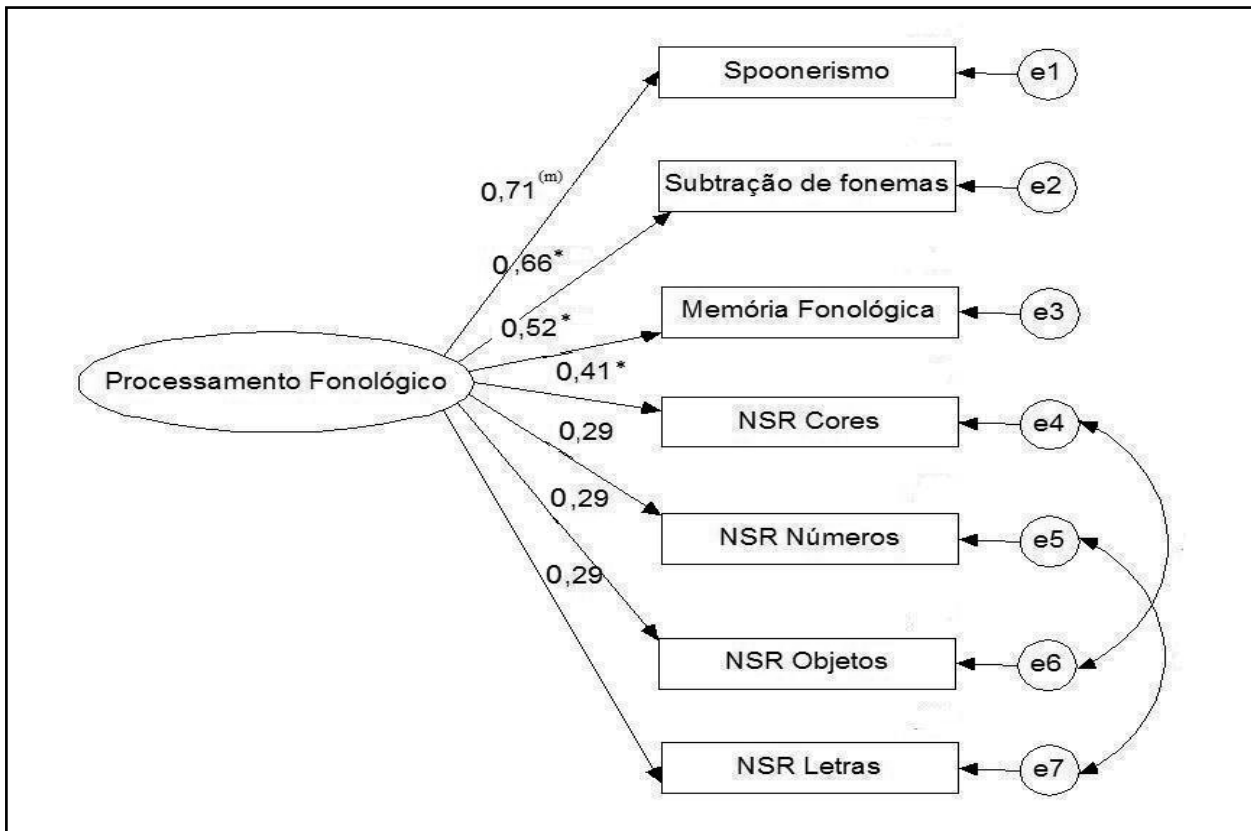 Spoonerismo
e1
0,71(m)
Subtração de fonemas
e2
0,66*
Memória Fonológica
e3
0,52*
Processamento Fonológico
0,41*
NSR Cores
e4
0,29
0,29
NSR Números
e5
0,29
NSR Objetos
e6
NSR Letras
e7